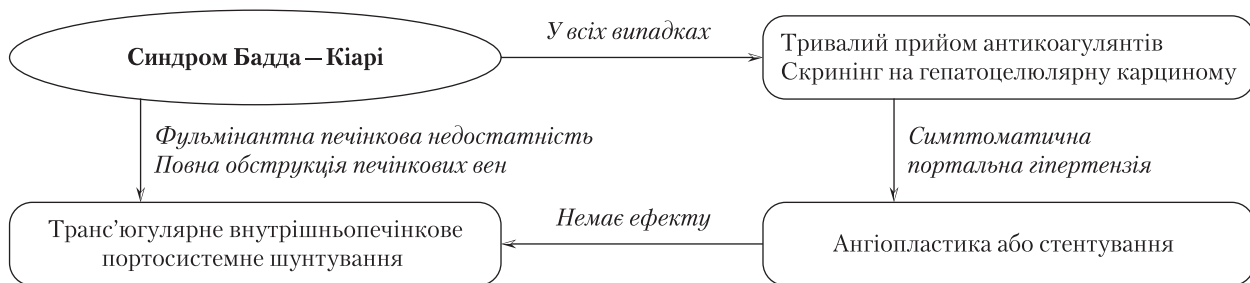 Синдром Бадда — Кіарі
У всіх випадках
Тривалий прийом антикоагулянтів
Скринінг на гепатоцелюлярну карциному
Фульмінантна печінкова недостатність
Повна обструкція печінкових вен
Симптоматична
портальна гіпертензія
Транс’югулярне внутрішньопечінкове
портосистемне шунтування
Немає ефекту
Ангіопластика або стентування